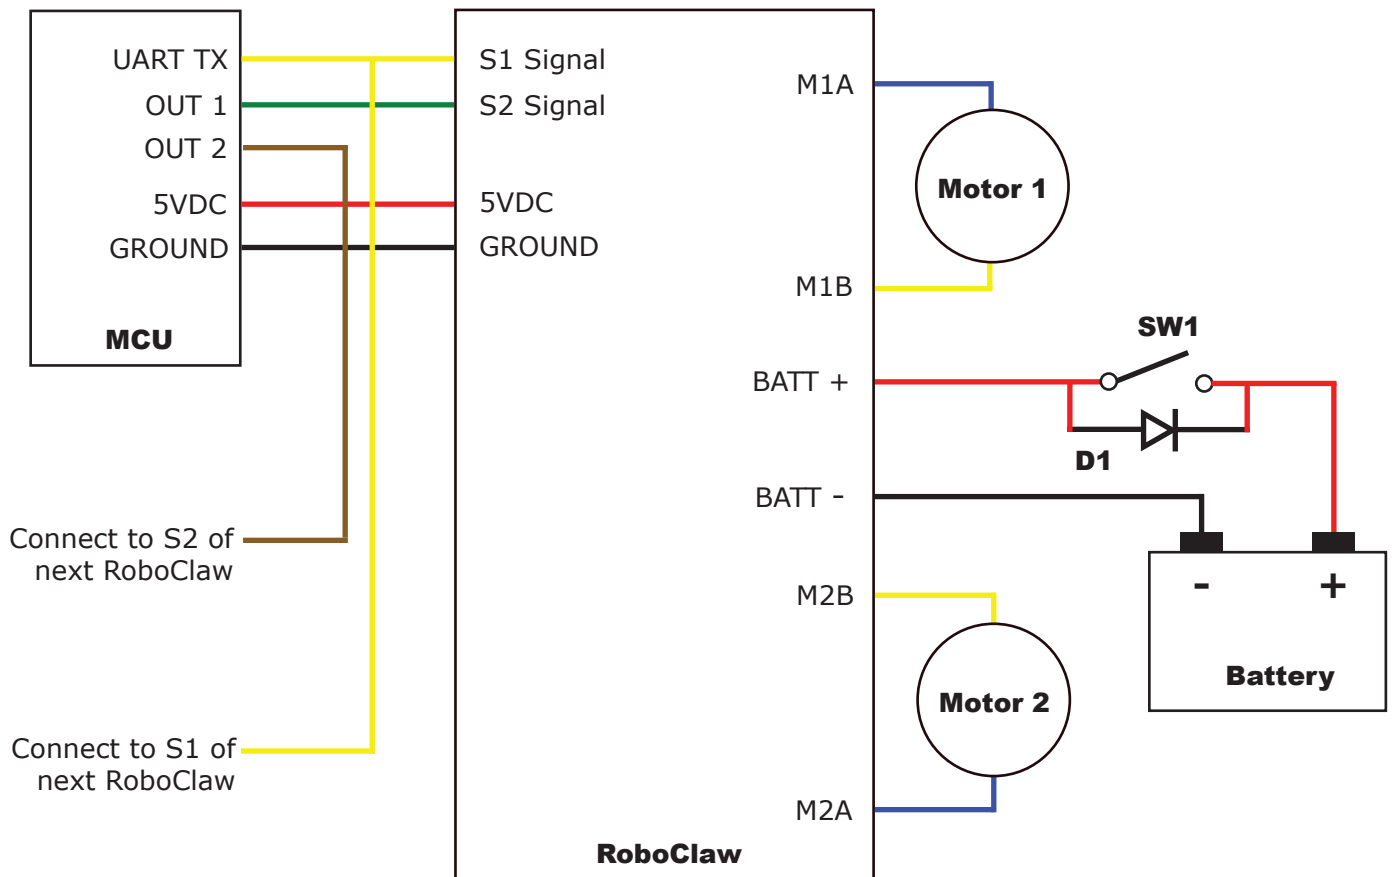 UART TX
OUT 1
OUT 2
5VDC
GROUND
MCU
Connect to S2 of
next RoboClaw
Connect to S1 of
next RoboClaw
S1 Signal
S2 Signal
5VDC
GROUND
M1A
M1B
BATT +
BATT -
M2B
M2A
RoboClaw
Motor 1
SW1
D1
- +
Battery
Motor 2